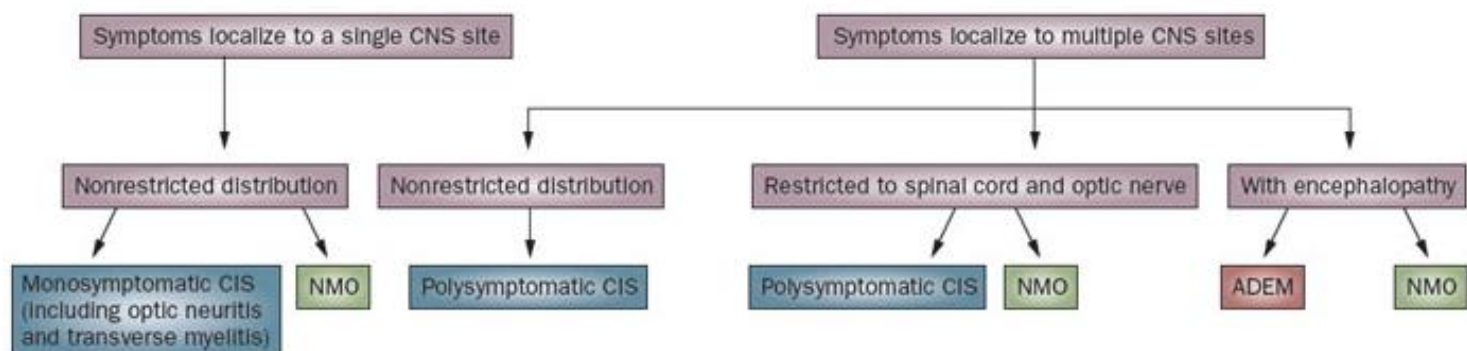 Symptoms localize to a single CNS site
Symptoms localize to multiple CNS sites
Nonrestricted distribution
Nonrestricted distribution
Restricted to spinal cord and optic nerve
With encephalopathy
Monosymptomatic CIS
(including optic neuritis
and transverse myelitis)
NMO
Polysymptomatic CIS
Polysymptomatic CIS
NMO
ADEM
NMO